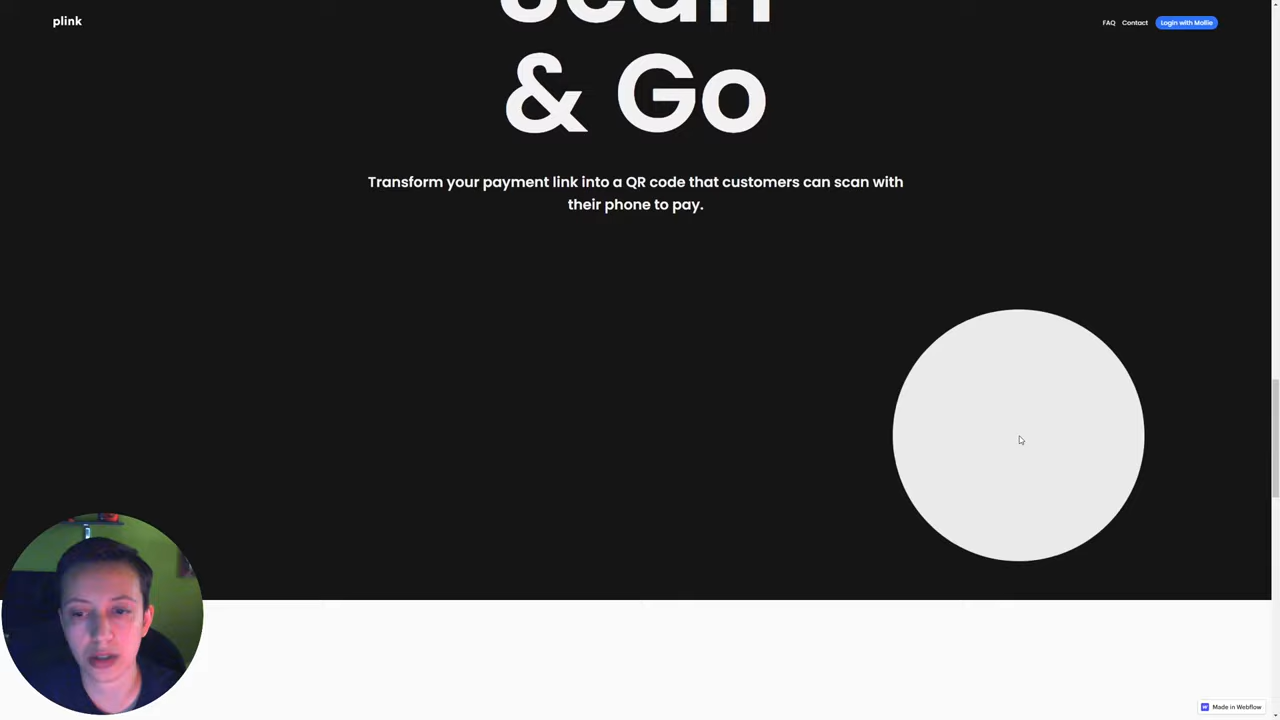 plink
FAQ
Contact
Login with Mollie
Scan
& Go
Transform your payment link into a QR code that customers can scan with
their phone to pay.
Made in Webflow